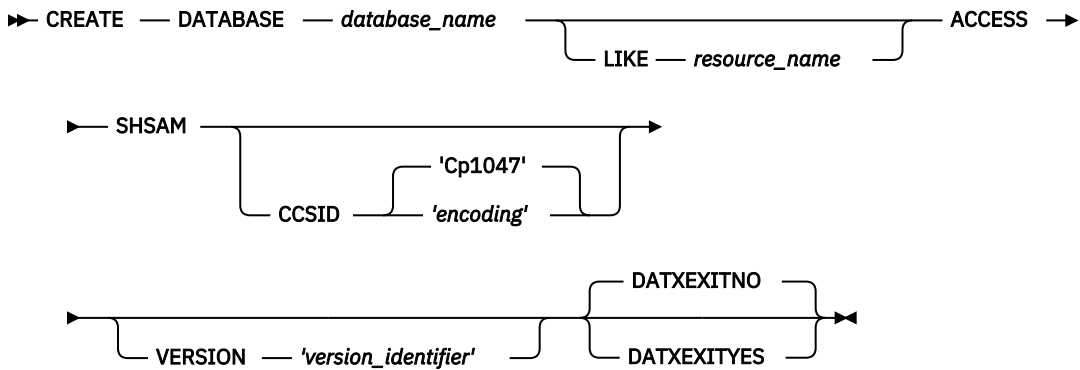 CREATE DATABASE database_name ACCESS
LIKE resource_name
SHSAM
'Cp1047'
CCSID 'encoding'
DATXEXITNO
VERSION 'version_identifier' DATXEXITYES